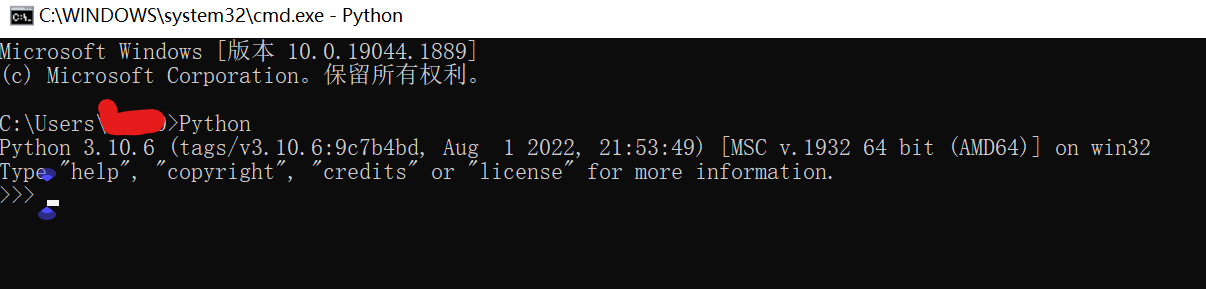 C:\WINDOWS\system32\cmd.exe - Python
Microsoft Windows [版本 10.0.19044.1889]
(c) Microsoft Corporation。保留所有权利。
C:\Users\>Python
Python 3.10.6 (tags/v3.10.6:9c7b4bd, Aug  1 2022, 21:53:49) [MSC v.1932 64 bit (AMD64)] on win32
Type "help", "copyright", "credits" or "license" for more information.
>>>